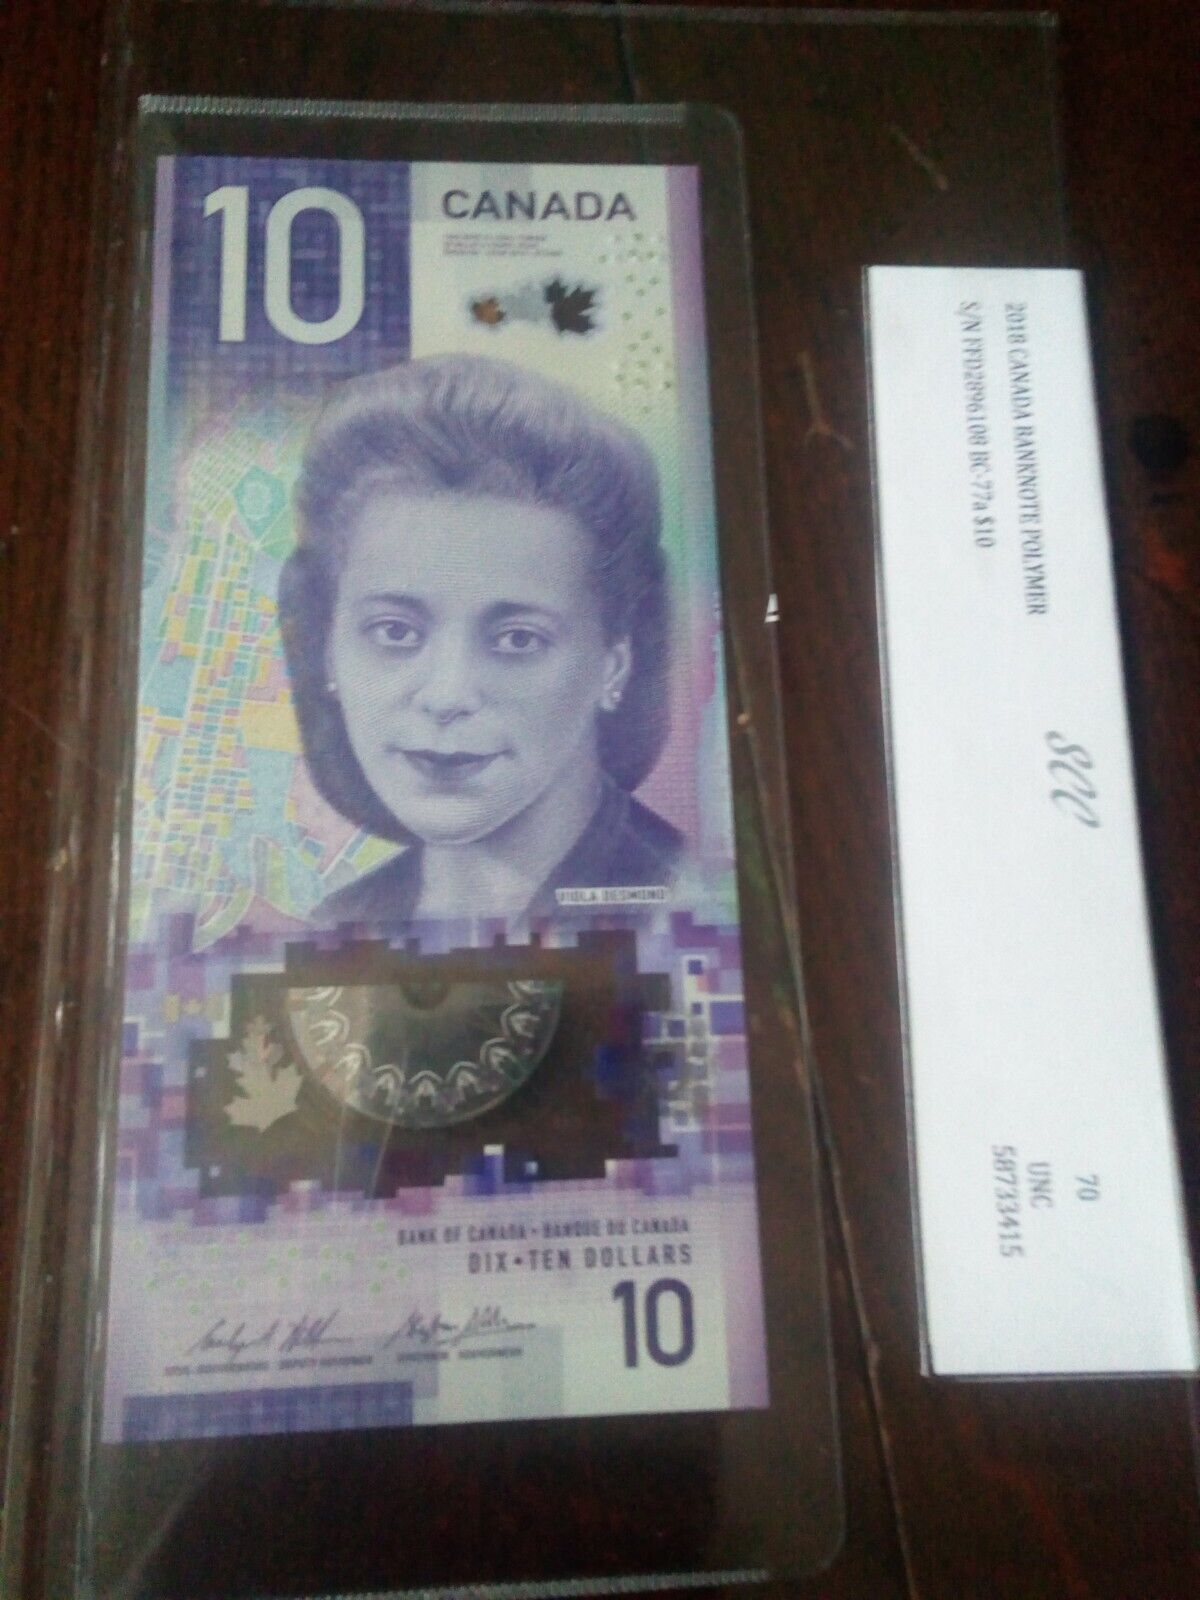 10
CANADA
VIOLA DESMOND
BANK OF CANADA • BANQUE DU CANADA
DIX • TEN DOLLARS
10
2018 CANADA BANKNOTE POLYMER
S/N FFD2896108 BC-77a $10
70
UNC
58733415